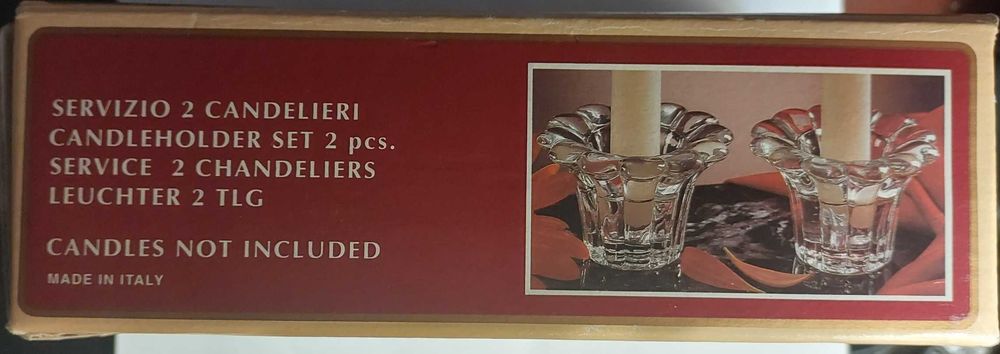 SERVIZIO 2 CANDELIERI
CANDLEHOLDER SET 2 pcs.
SERVICE 2 CHANDELIERS
LEUCHTER 2 TLG
CANDLES NOT INCLUDED
MADE IN ITALY